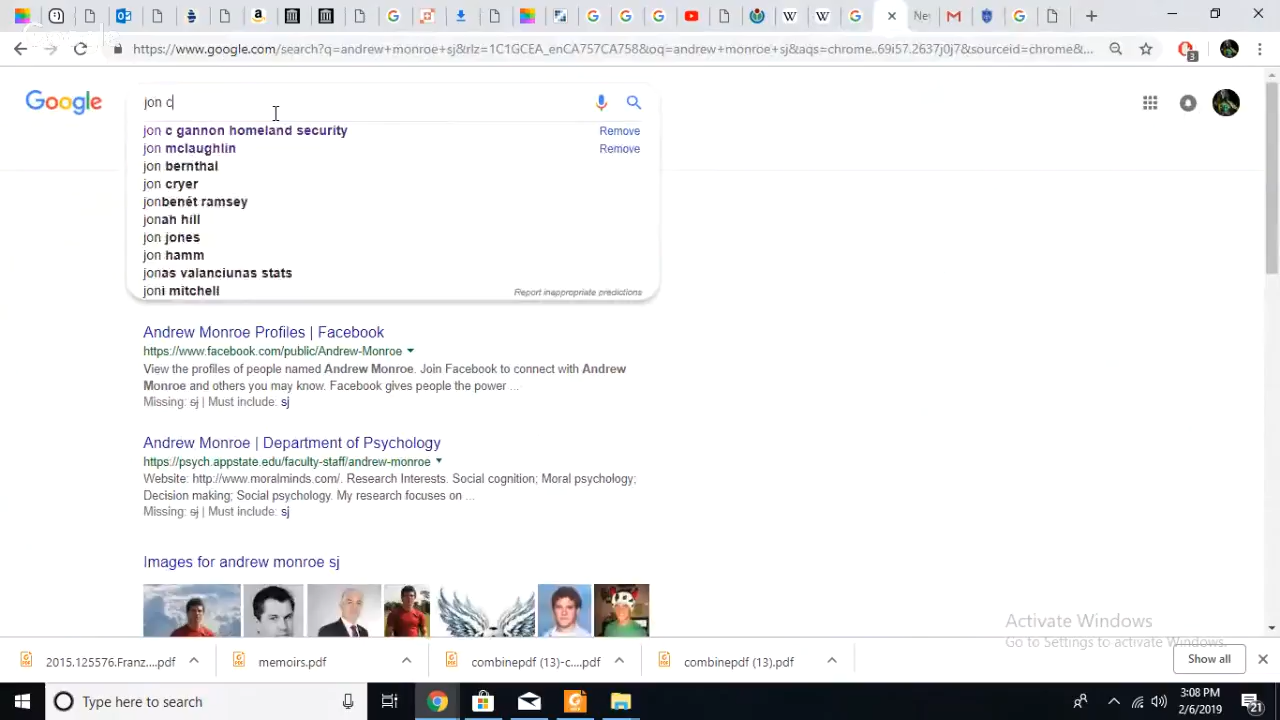 New
https://www.google.com/search?q=andrew+monroe+sj&rlz=1C1GCEA_enCA757CA758&oq=andrew+monroe+sj&aqs=chrome..69i57.2637j0j7&sourceid=chrome&...
3
Google
jon c
jon c gannon homeland security Remove
jon mclaughlin Remove
jon bernthal
jon cryer
jonbenét ramsey
jonah hill
jon jones
jon hamm
jonas valanciunas stats
joni mitchell
Report inappropriate predictions
Andrew Monroe Profiles | Facebook
https://www.facebook.com/public/Andrew-Monroe
View the profiles of people named Andrew Monroe. Join Facebook to connect with Andrew
Monroe and others you may know. Facebook gives people the power ...
Missing: sj | Must include: sj
Andrew Monroe | Department of Psychology
https://psych.appstate.edu/faculty-staff/andrew-monroe
Website: http://www.moralminds.com/. Research Interests. Social cognition; Moral psychology;
Decision making; Social psychology. My research focuses on ...
Missing: sj | Must include: sj
Images for andrew monroe sj
Activate Windows
Go to Settings to activate Windows.
2015.125576.Franz....pdf
memoirs.pdf
combinepdf (13)-c....pdf
combinepdf (13).pdf
Show all
Type here to search
3:08 PM
2/6/2019
21